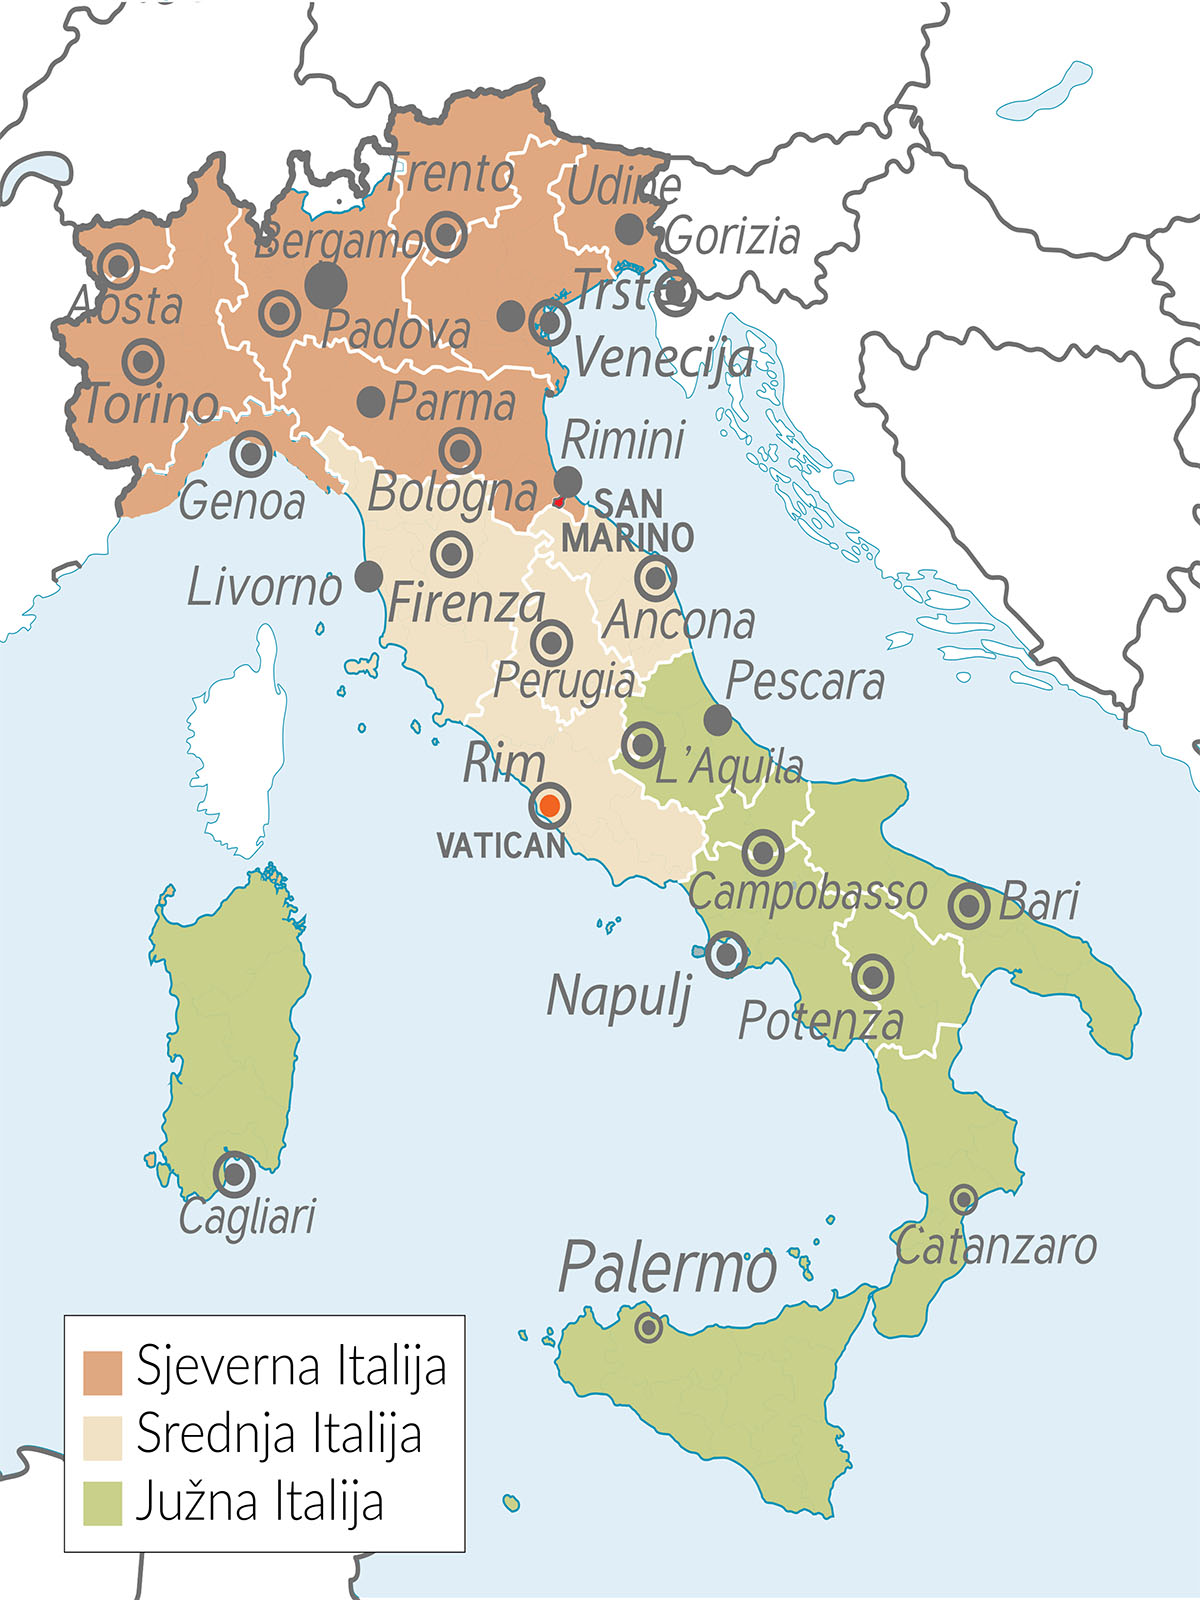 Trento
Udine
Bergamo
Gorizia
Aosta
Trst
Padova
Venecija
Torino
Parma
Rimini
Genoa
Bologna
SAN
MARINO
Livorno
Firenza
Ancona
Perugia
Pescara
Rim
L'Aquila
VATICAN
Campobasso
Bari
Napulj
Potenza
Cagliari
Catanzaro
Palermo
Sjeverna Italija
Srednja Italija
Južna Italija